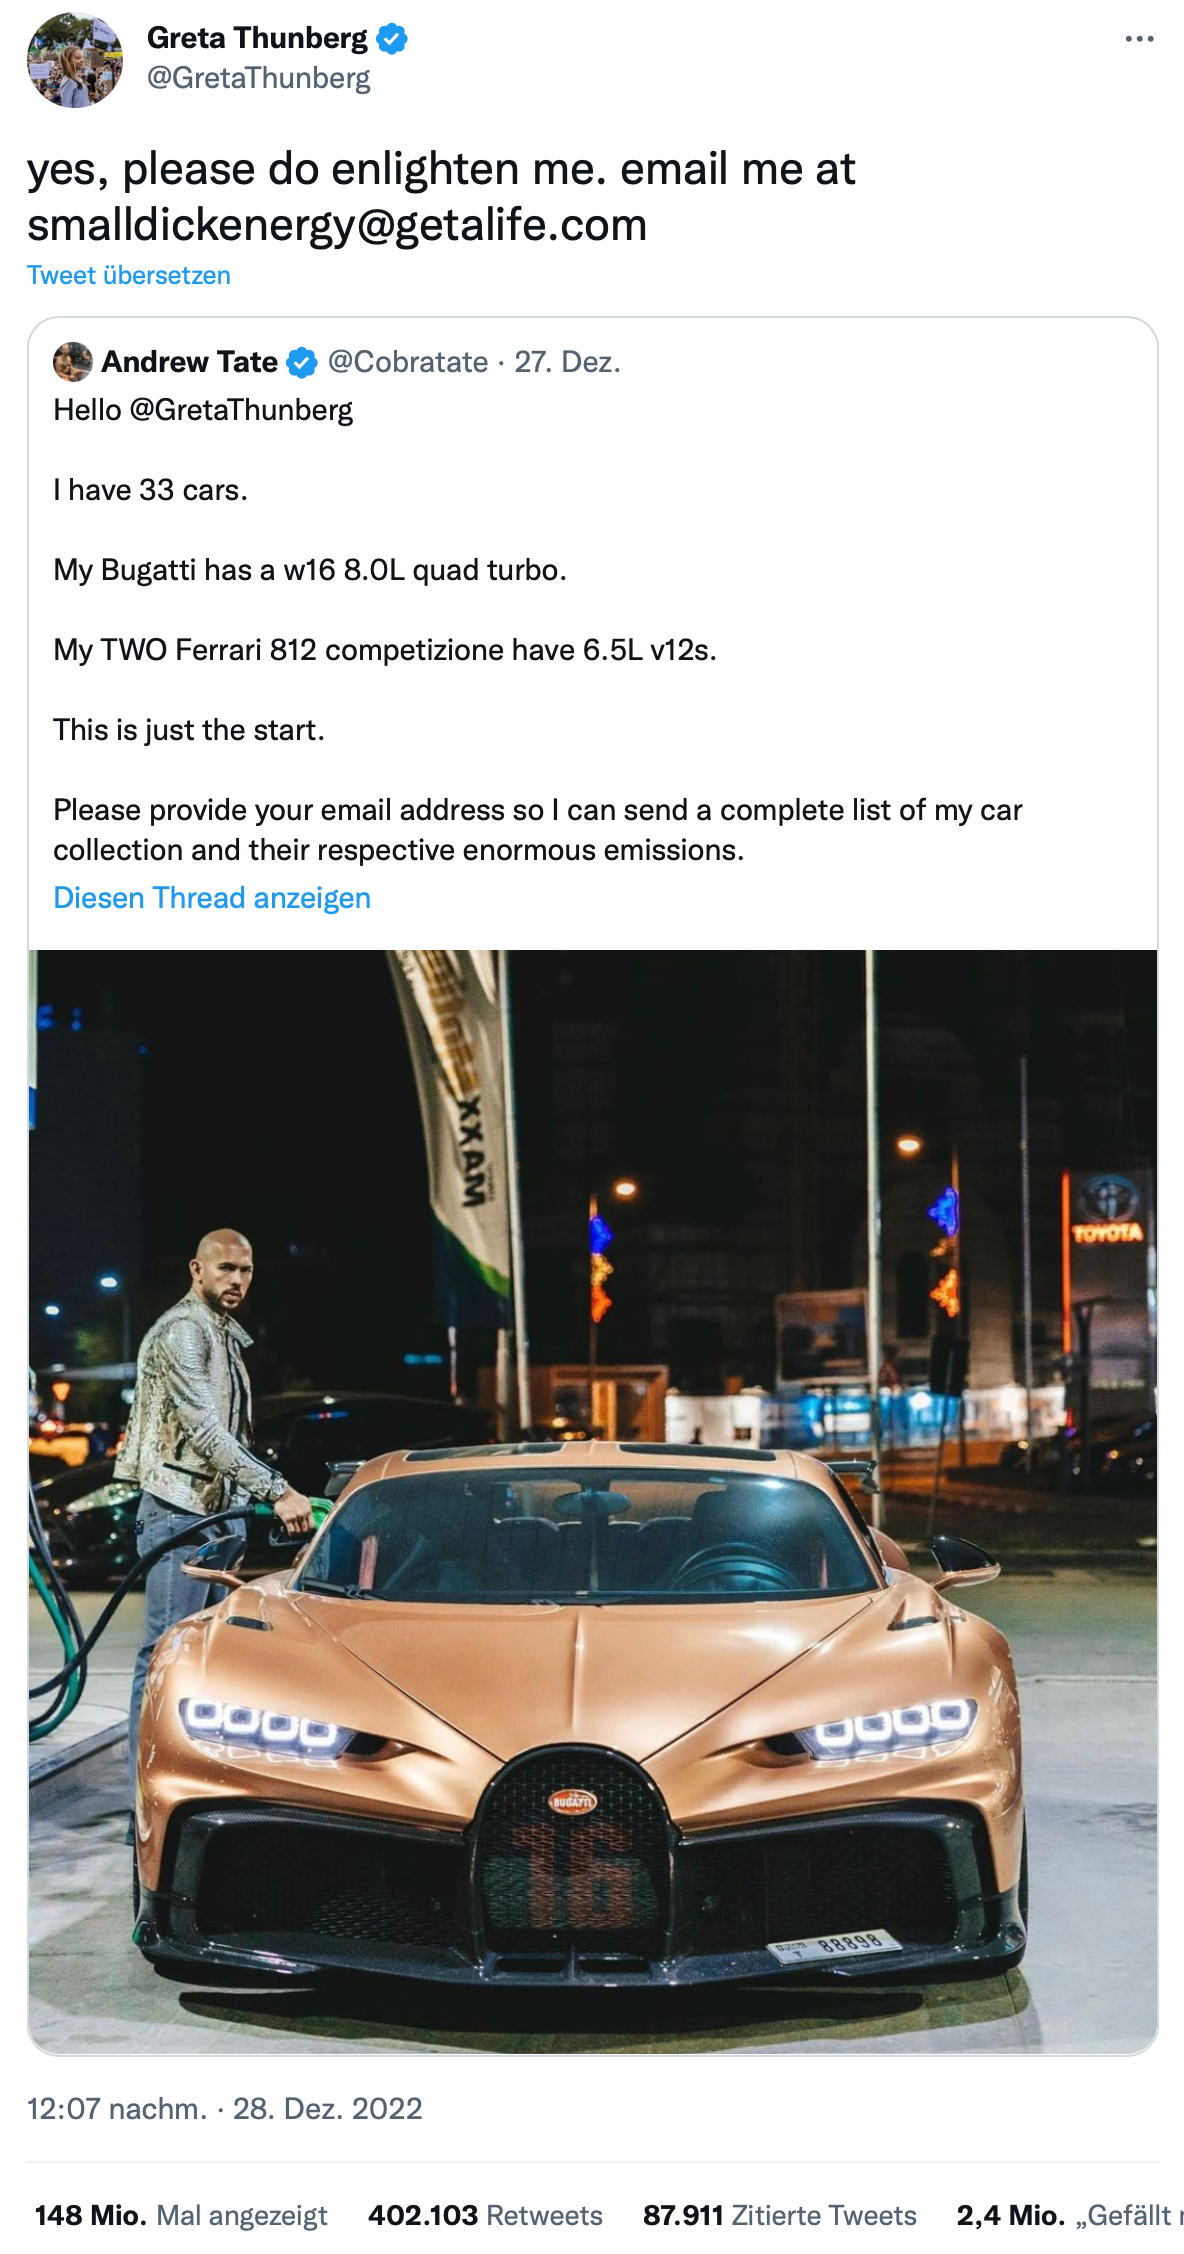 Greta Thunberg
@GretaThunberg
yes, please do enlighten me. email me at
smalldickenergy@getalife.com
Tweet übersetzen
Andrew Tate @Cobratate · 27. Dez.
Hello @GretaThunberg
I have 33 cars.
My Bugatti has a w16 8.0L quad turbo.
My TWO Ferrari 812 competizione have 6.5L v12s.
This is just the start.
Please provide your email address so I can send a complete list of my car
collection and their respective enormous emissions.
Diesen Thread anzeigen
MAXX
TOYOTA
BUGATTI
16
T 88898
12:07 nachm. · 28. Dez. 2022
148 Mio. Mal angezeigt 402.103 Retweets 87.911 Zitierte Tweets 2,4 Mio. „Gefällt